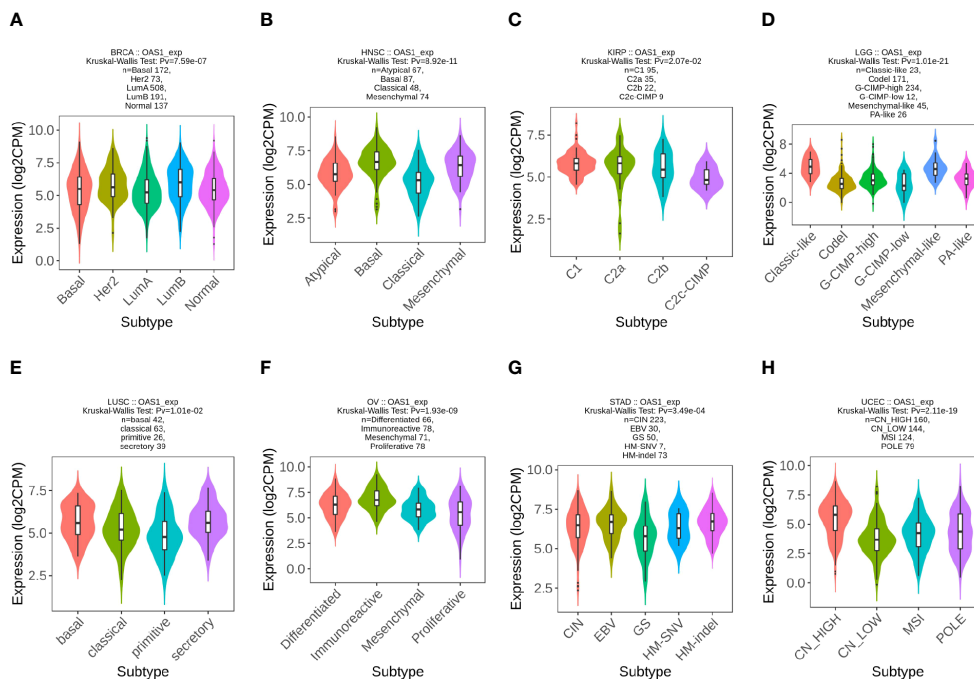 A
BRCA :: OAS1_exp
Kruskal-Wallis Test: Pv=7.59e-07
n=Basal 172,
Her2 73,
LumA 508,
LumB 191,
Normal 137
Expression (log2CPM)
10.0
7.5
5.0
2.5
0.0
Basal
Her2
LumA
LumB
Normal
Subtype
B
HNSC :: OAS1_exp
Kruskal-Wallis Test: Pv=8.92e-11
n=Atypical 67,
Basal 87,
Classical 48,
Mesenchymal 74
Expression (log2CPM)
10.0
7.5
5.0
2.5
Atypical
Basal
Classical
Mesenchymal
Subtype
C
KIRP :: OAS1_exp
Kruskal-Wallis Test: Pv=2.07e-02
n=C1 95,
C2a 35,
C2b 22,
C2c-CIMP 9
Expression (log2CPM)
7.5
5.0
2.5
C1
C2a
C2b
C2c-CIMP
Subtype
D
LGG :: OAS1_exp
Kruskal-Wallis Test: Pv=1.01e-21
n=Classic-like 23,
Codel 171,
G-CIMP-high 234,
G-CIMP-low 12,
Mesenchymal-like 45,
PA-like 26
Expression (log2CPM)
8
4
0
Classic-like
Codel
G-CIMP-high
G-CIMP-low
Mesenchymal-like
PA-like
Subtype
E
LUSC :: OAS1_exp
Kruskal-Wallis Test: Pv=1.01e-02
n=basal 42,
classical 63,
primitive 26,
secretory 39
Expression (log2CPM)
7.5
5.0
2.5
basal
classical
primitive
secretory
Subtype
F
OV :: OAS1_exp
Kruskal-Wallis Test: Pv=1.93e-09
n=Differentiated 66,
Immunoreactive 78,
Mesenchymal 71,
Proliferative 78
Expression (log2CPM)
10.0
7.5
5.0
2.5
0.0
Differentiated
Immunoreactive
Mesenchymal
Proliferative
Subtype
G
STAD :: OAS1_exp
Kruskal-Wallis Test: Pv=3.49e-04
n=CIN 223,
EBV 30,
GS 50,
HM-SNV 7,
HM-indel 73
Expression (log2CPM)
10.0
7.5
5.0
2.5
CIN
EBV
GS
HM-SNV
HM-indel
Subtype
H
UCEC :: OAS1_exp
Kruskal-Wallis Test: Pv=2.11e-19
n=CN_HIGH 160,
CN_LOW 144,
MSI 124,
POLE 79
Expression (log2CPM)
10.0
7.5
5.0
2.5
0.0
CN_HIGH
CN_LOW
MSI
POLE
Subtype